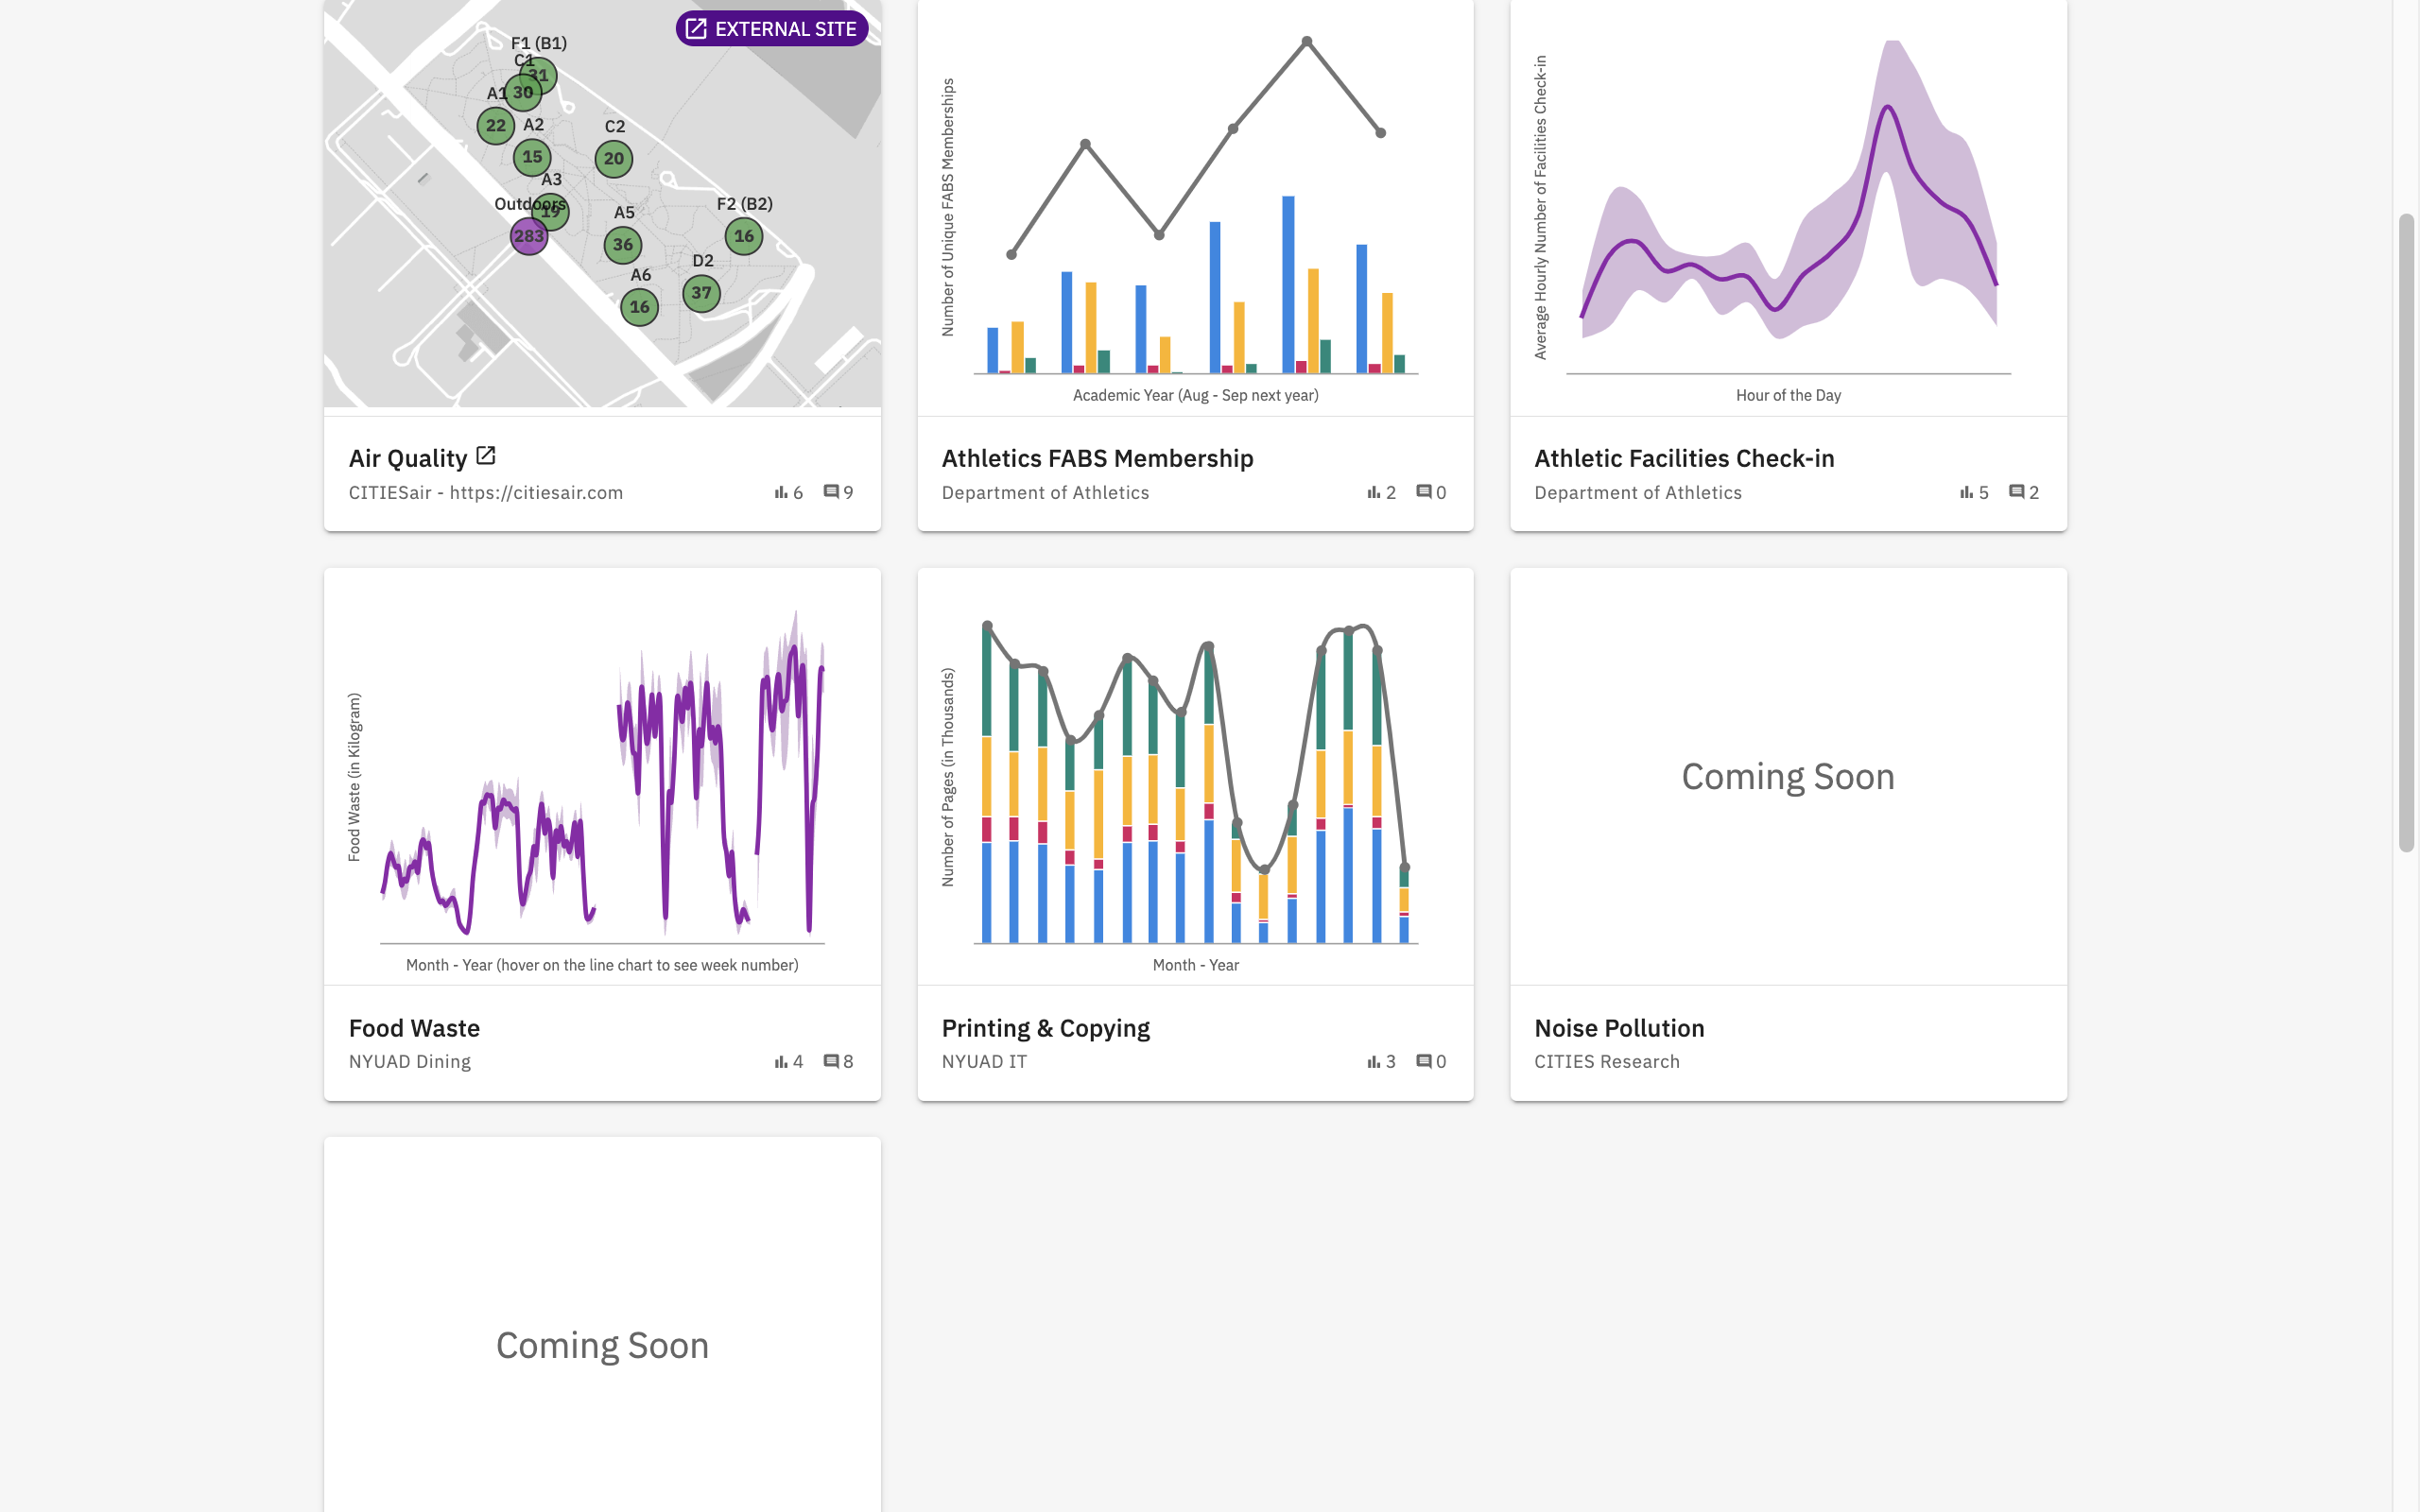 EXTERNAL SITE
F1 (B1)
C1
31
30
A1
22
A2
15
C2
20
A3
19
Outdoors
283
A5
36
F2 (B2)
16
A6
16
D2
37
Air Quality
CITIESair - https://citiesair.com
6
9
Number of Unique FABS Memberships
Academic Year (Aug - Sep next year)
Athletics FABS Membership
Department of Athletics
2
0
Average Hourly Number of Facilities Check-in
Hour of the Day
Athletic Facilities Check-in
Department of Athletics
5
2
Food Waste (in Kilogram)
Month - Year (hover on the line chart to see week number)
Food Waste
NYUAD Dining
4
8
Number of Pages (in Thousands)
Month - Year
Printing & Copying
NYUAD IT
3
0
Coming Soon
Noise Pollution
CITIES Research
Coming Soon